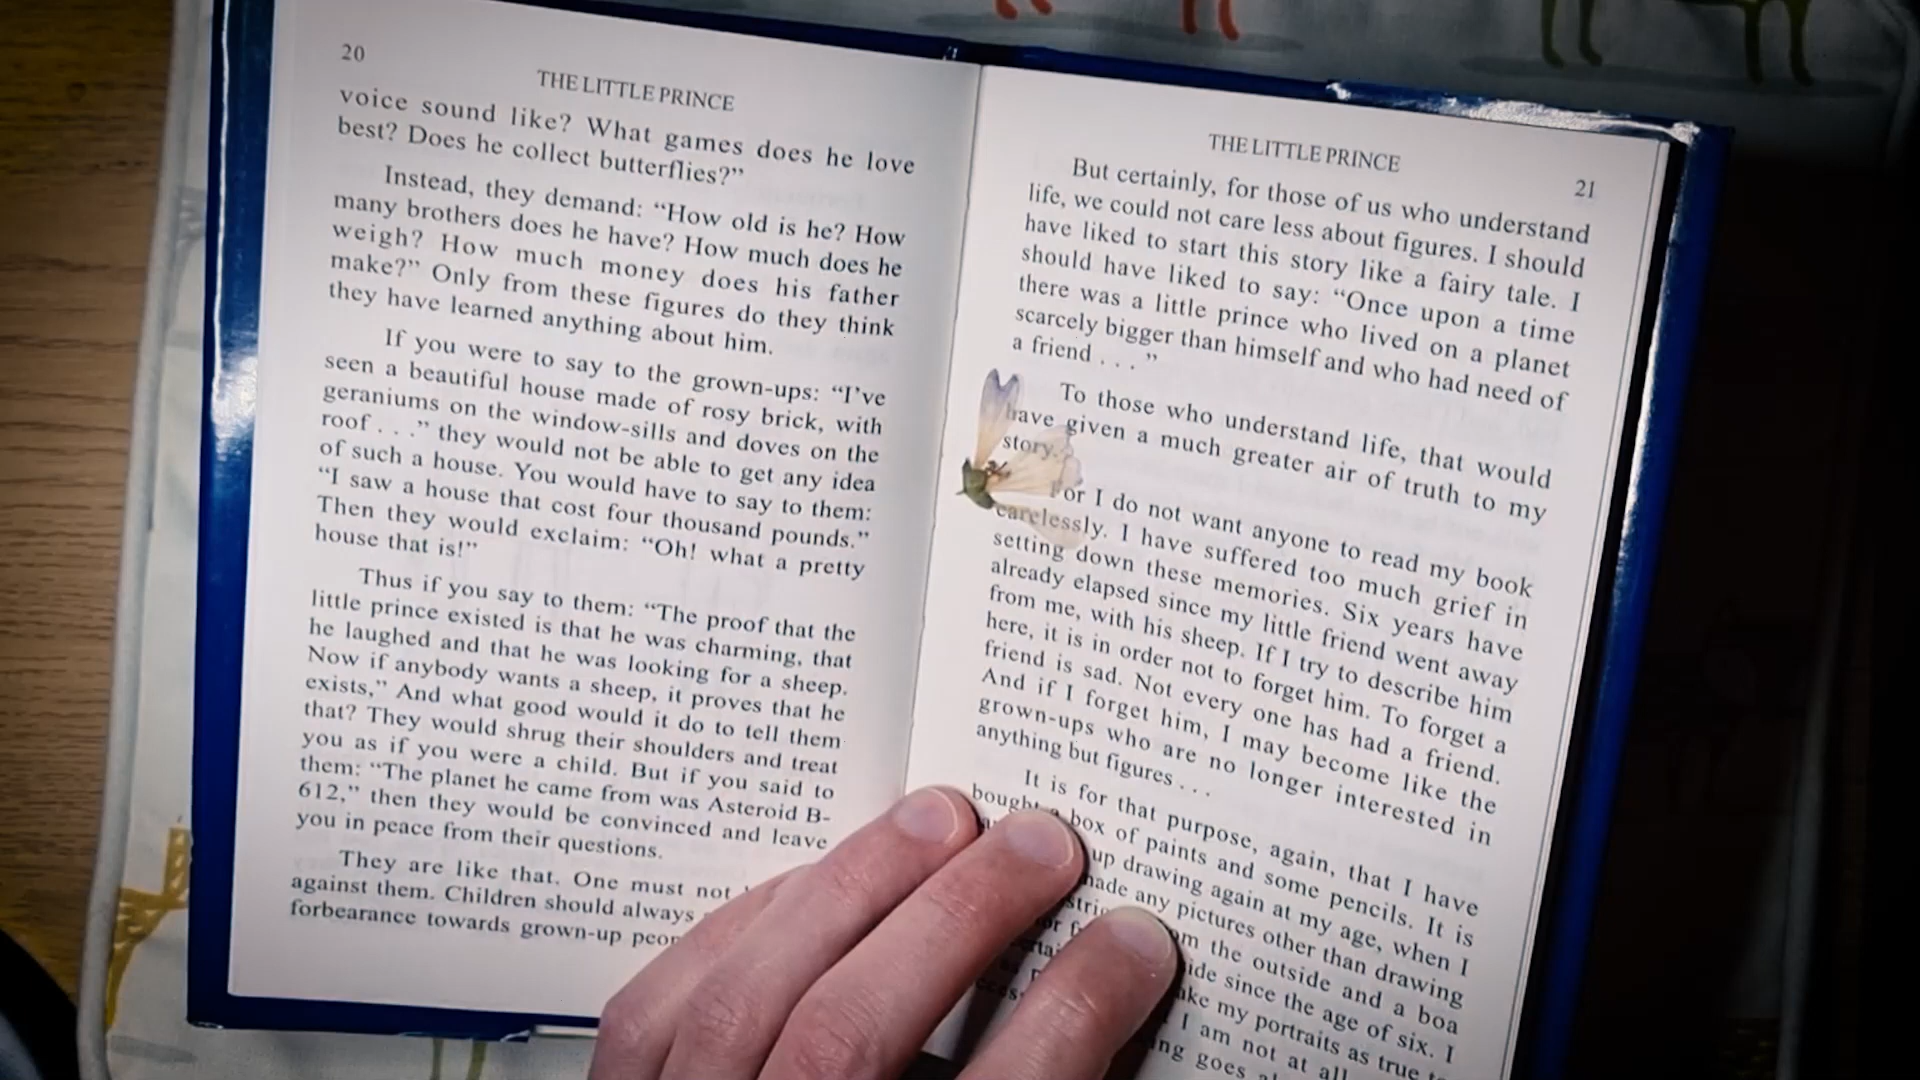 20
THE LITTLE PRINCE
voice sound like? What games does he love
best? Does he collect butterflies?”
Instead, they demand: “How old is he? How
many brothers does he have? How much does he
weigh? How much money does his father
make?” Only from these figures do they think
they have learned anything about him.
If you were to say to the grown-ups: “I’ve
seen a beautiful house made of rosy brick, with
geraniums on the window-sills and doves on the
roof . . .” they would not be able to get any idea
of such a house. You would have to say to them:
“I saw a house that cost four thousand pounds.”
Then they would exclaim: “Oh! what a pretty
house that is!”
Thus if you say to them: “The proof that the
little prince existed is that he was charming, that
he laughed and that he was looking for a sheep.
Now if anybody wants a sheep, it proves that he
exists,” And what good would it do to tell them
that? They would shrug their shoulders and treat
you as if you were a child. But if you said to
them: “The planet he came from was Asteroid B-
612,” then they would be convinced and leave
you in peace from their questions.
They are like that. One must not
against them. Children should always
forbearance towards grown-up
THE LITTLE PRINCE
21
But certainly, for those of us who understand
life, we could not care less about figures. I should
have liked to start this story like a fairy tale. I
should have liked to say: “Once upon a time
there was a little prince who lived on a planet
scarcely bigger than himself and who had need of
a friend . . . ”
To those who understand life, that would
have given a much greater air of truth to my
story.
For I do not want anyone to read my book
carelessly. I have suffered too much grief in
setting down these memories. Six years have
already elapsed since my little friend went away
from me, with his sheep. If I try to describe him
here, it is in order not to forget him. To forget a
friend is sad. Not every one has had a friend.
And if I forget him, I may become like the
grown-ups who are no longer interested in
anything but figures . . .
It is for that purpose, again, that I have
bought a box of paints and some pencils. It is
up drawing again at my age, when I
made any pictures other than drawing
from the outside and a boa
since the age of six. I
my portraits as true
I am not at all
goes